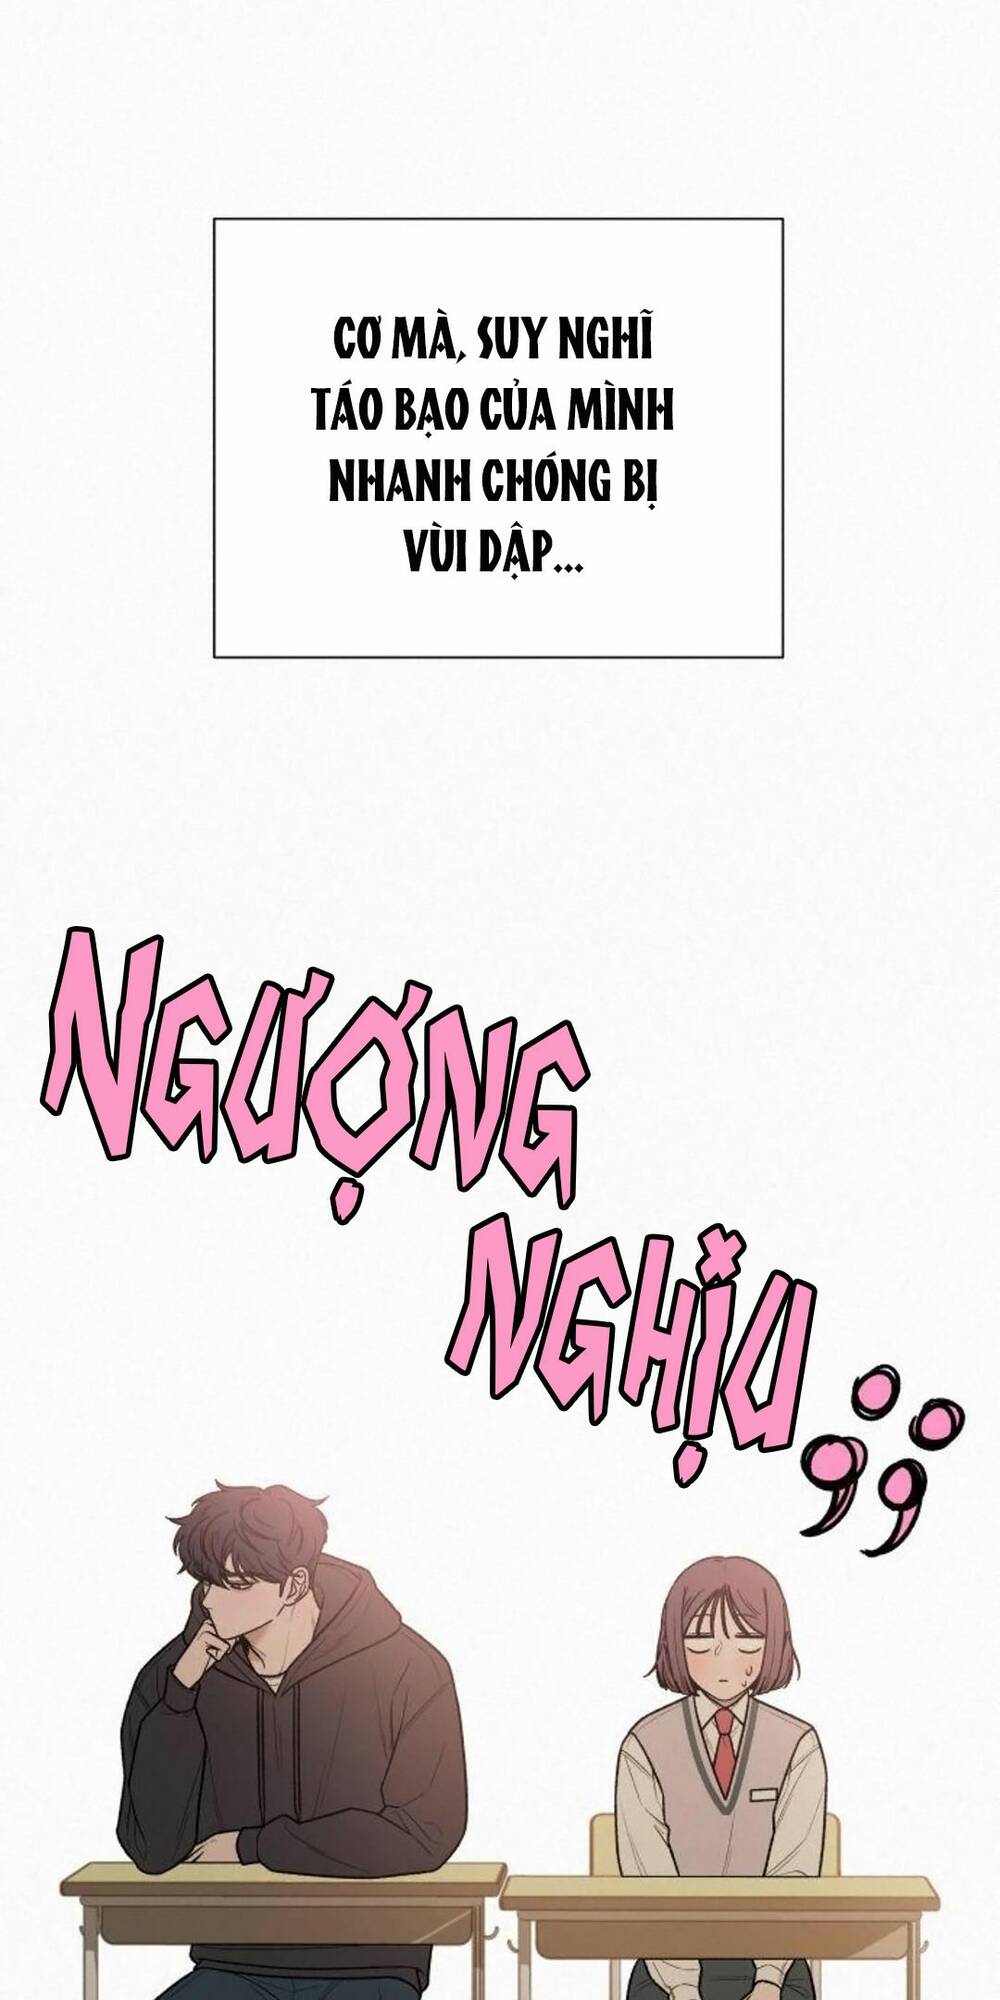 CƠ MÀ, SUY NGHĨ
TÁO BẠO CỦA MÌNH
NHANH CHÓNG BỊ
VÙI DẬP...
NGƯỢNG
NGHỊU